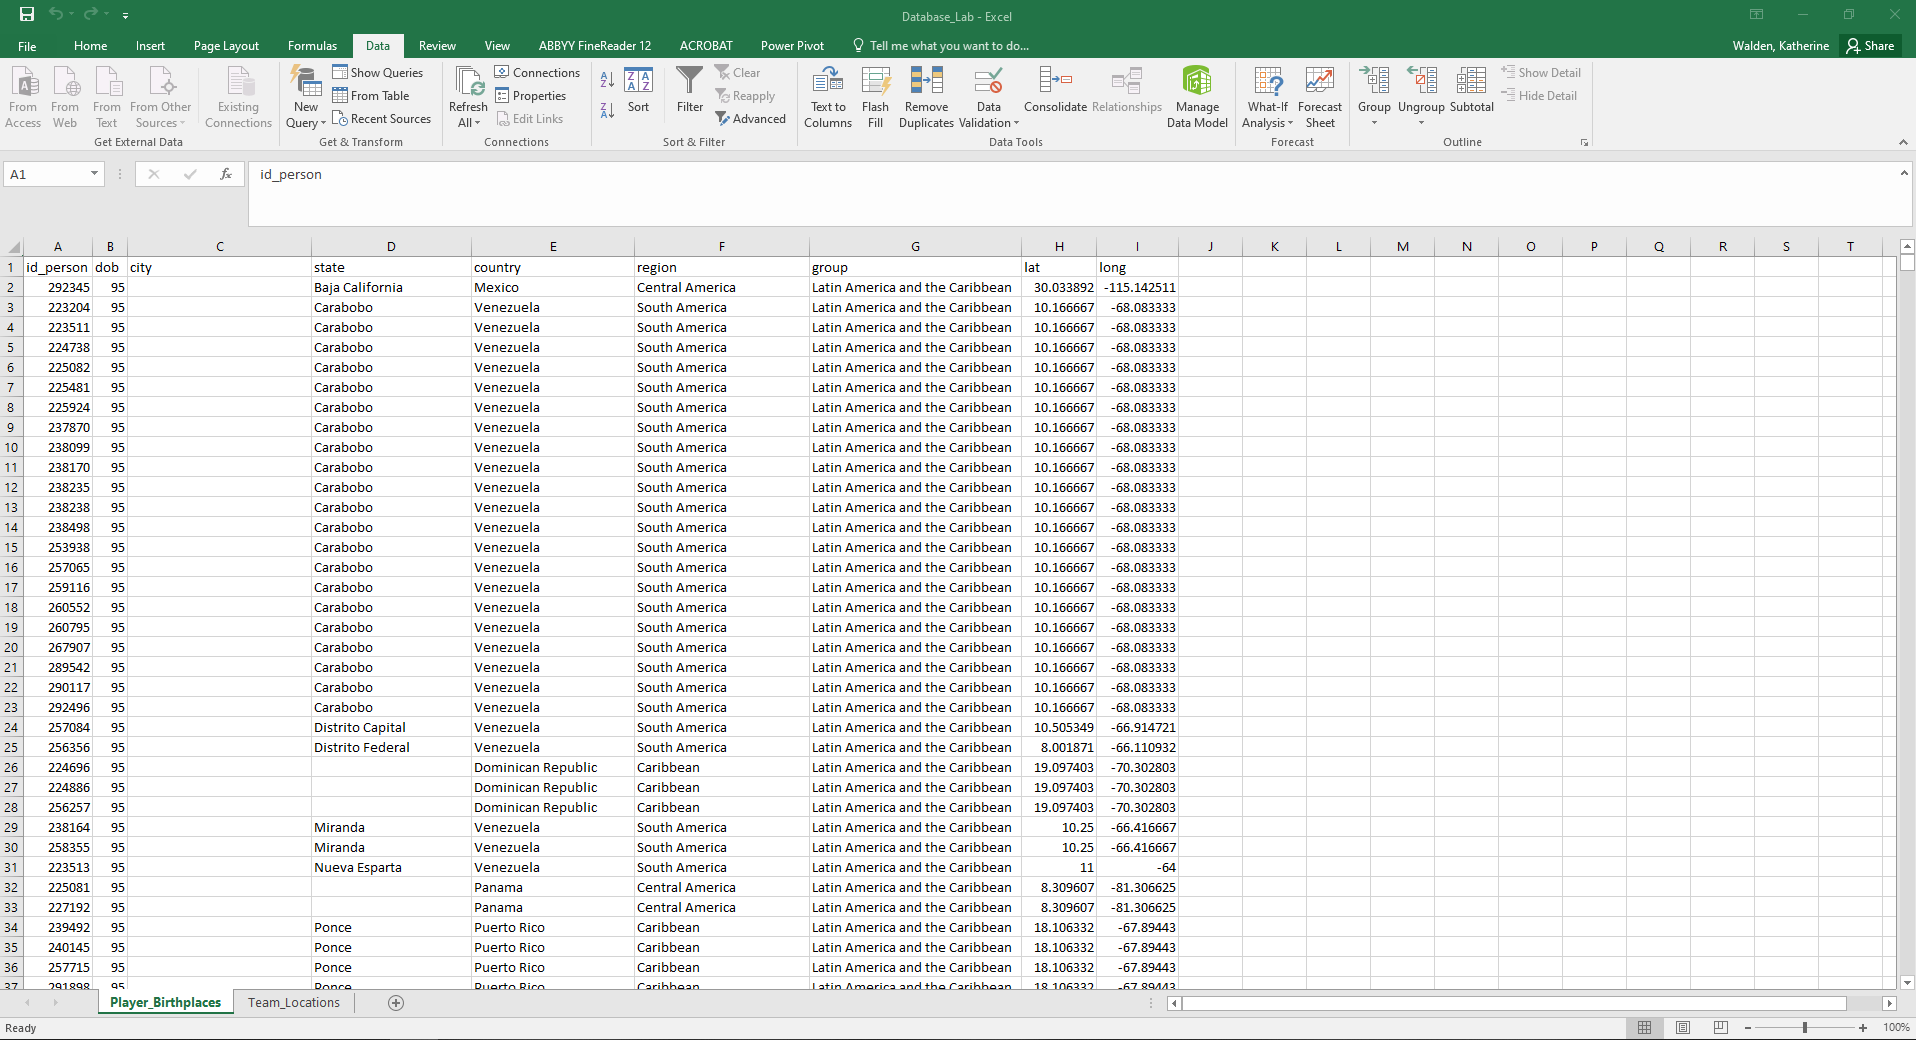 Database_Lab - Excel
File Home Insert Page Layout Formulas Data Review View ABBYY FineReader 12 ACROBAT Power Pivot Tell me what you want to do... Walden, Katherine Share
From Access From Web From Text From Other Sources Existing Connections
Get External Data
New Query Show Queries From Table Recent Sources
Get & Transform
Refresh All Connections Properties Edit Links
Connections
Sort Filter Clear Reapply Advanced
Sort & Filter
Text to Columns Flash Fill Remove Duplicates Data Validation Consolidate Relationships Manage Data Model
Data Tools
What-If Analysis Forecast Sheet
Forecast
Group Ungroup Subtotal Show Detail Hide Detail
Outline
A1 fx id_person
A B C D E F G H I J K L M N O P Q R S T
1 id_person dob city state country region group lat long
2 292345 95 Baja California Mexico Central America Latin America and the Caribbean 30.033892 -115.142511
3 223204 95 Carabobo Venezuela South America Latin America and the Caribbean 10.166667 -68.083333
4 223511 95 Carabobo Venezuela South America Latin America and the Caribbean 10.166667 -68.083333
5 224738 95 Carabobo Venezuela South America Latin America and the Caribbean 10.166667 -68.083333
6 225082 95 Carabobo Venezuela South America Latin America and the Caribbean 10.166667 -68.083333
7 225481 95 Carabobo Venezuela South America Latin America and the Caribbean 10.166667 -68.083333
8 225924 95 Carabobo Venezuela South America Latin America and the Caribbean 10.166667 -68.083333
9 237870 95 Carabobo Venezuela South America Latin America and the Caribbean 10.166667 -68.083333
10 238099 95 Carabobo Venezuela South America Latin America and the Caribbean 10.166667 -68.083333
11 238170 95 Carabobo Venezuela South America Latin America and the Caribbean 10.166667 -68.083333
12 238235 95 Carabobo Venezuela South America Latin America and the Caribbean 10.166667 -68.083333
13 238238 95 Carabobo Venezuela South America Latin America and the Caribbean 10.166667 -68.083333
14 238498 95 Carabobo Venezuela South America Latin America and the Caribbean 10.166667 -68.083333
15 253938 95 Carabobo Venezuela South America Latin America and the Caribbean 10.166667 -68.083333
16 257065 95 Carabobo Venezuela South America Latin America and the Caribbean 10.166667 -68.083333
17 259116 95 Carabobo Venezuela South America Latin America and the Caribbean 10.166667 -68.083333
18 260552 95 Carabobo Venezuela South America Latin America and the Caribbean 10.166667 -68.083333
19 260795 95 Carabobo Venezuela South America Latin America and the Caribbean 10.166667 -68.083333
20 267907 95 Carabobo Venezuela South America Latin America and the Caribbean 10.166667 -68.083333
21 289542 95 Carabobo Venezuela South America Latin America and the Caribbean 10.166667 -68.083333
22 290117 95 Carabobo Venezuela South America Latin America and the Caribbean 10.166667 -68.083333
23 292496 95 Carabobo Venezuela South America Latin America and the Caribbean 10.166667 -68.083333
24 257084 95 Distrito Capital Venezuela South America Latin America and the Caribbean 10.505349 -66.914721
25 256356 95 Distrito Federal Venezuela South America Latin America and the Caribbean 8.001871 -66.110932
26 224696 95 Dominican Republic Caribbean Latin America and the Caribbean 19.097403 -70.302803
27 224886 95 Dominican Republic Caribbean Latin America and the Caribbean 19.097403 -70.302803
28 256257 95 Dominican Republic Caribbean Latin America and the Caribbean 19.097403 -70.302803
29 238164 95 Miranda Venezuela South America Latin America and the Caribbean 10.25 -66.416667
30 258355 95 Miranda Venezuela South America Latin America and the Caribbean 10.25 -66.416667
31 223513 95 Nueva Esparta Venezuela South America Latin America and the Caribbean 11 -64
32 225081 95 Panama Central America Latin America and the Caribbean 8.309607 -81.306625
33 227192 95 Panama Central America Latin America and the Caribbean 8.309607 -81.306625
34 239492 95 Ponce Puerto Rico Caribbean Latin America and the Caribbean 18.106332 -67.89443
35 240145 95 Ponce Puerto Rico Caribbean Latin America and the Caribbean 18.106332 -67.89443
36 257715 95 Ponce Puerto Rico Caribbean Latin America and the Caribbean 18.106332 -67.89443
37 291898 95 Ponce Puerto Rico Caribbean Latin America and the Caribbean 18.106332 -67.89443
Player_Birthplaces Team_Locations
Ready 100%